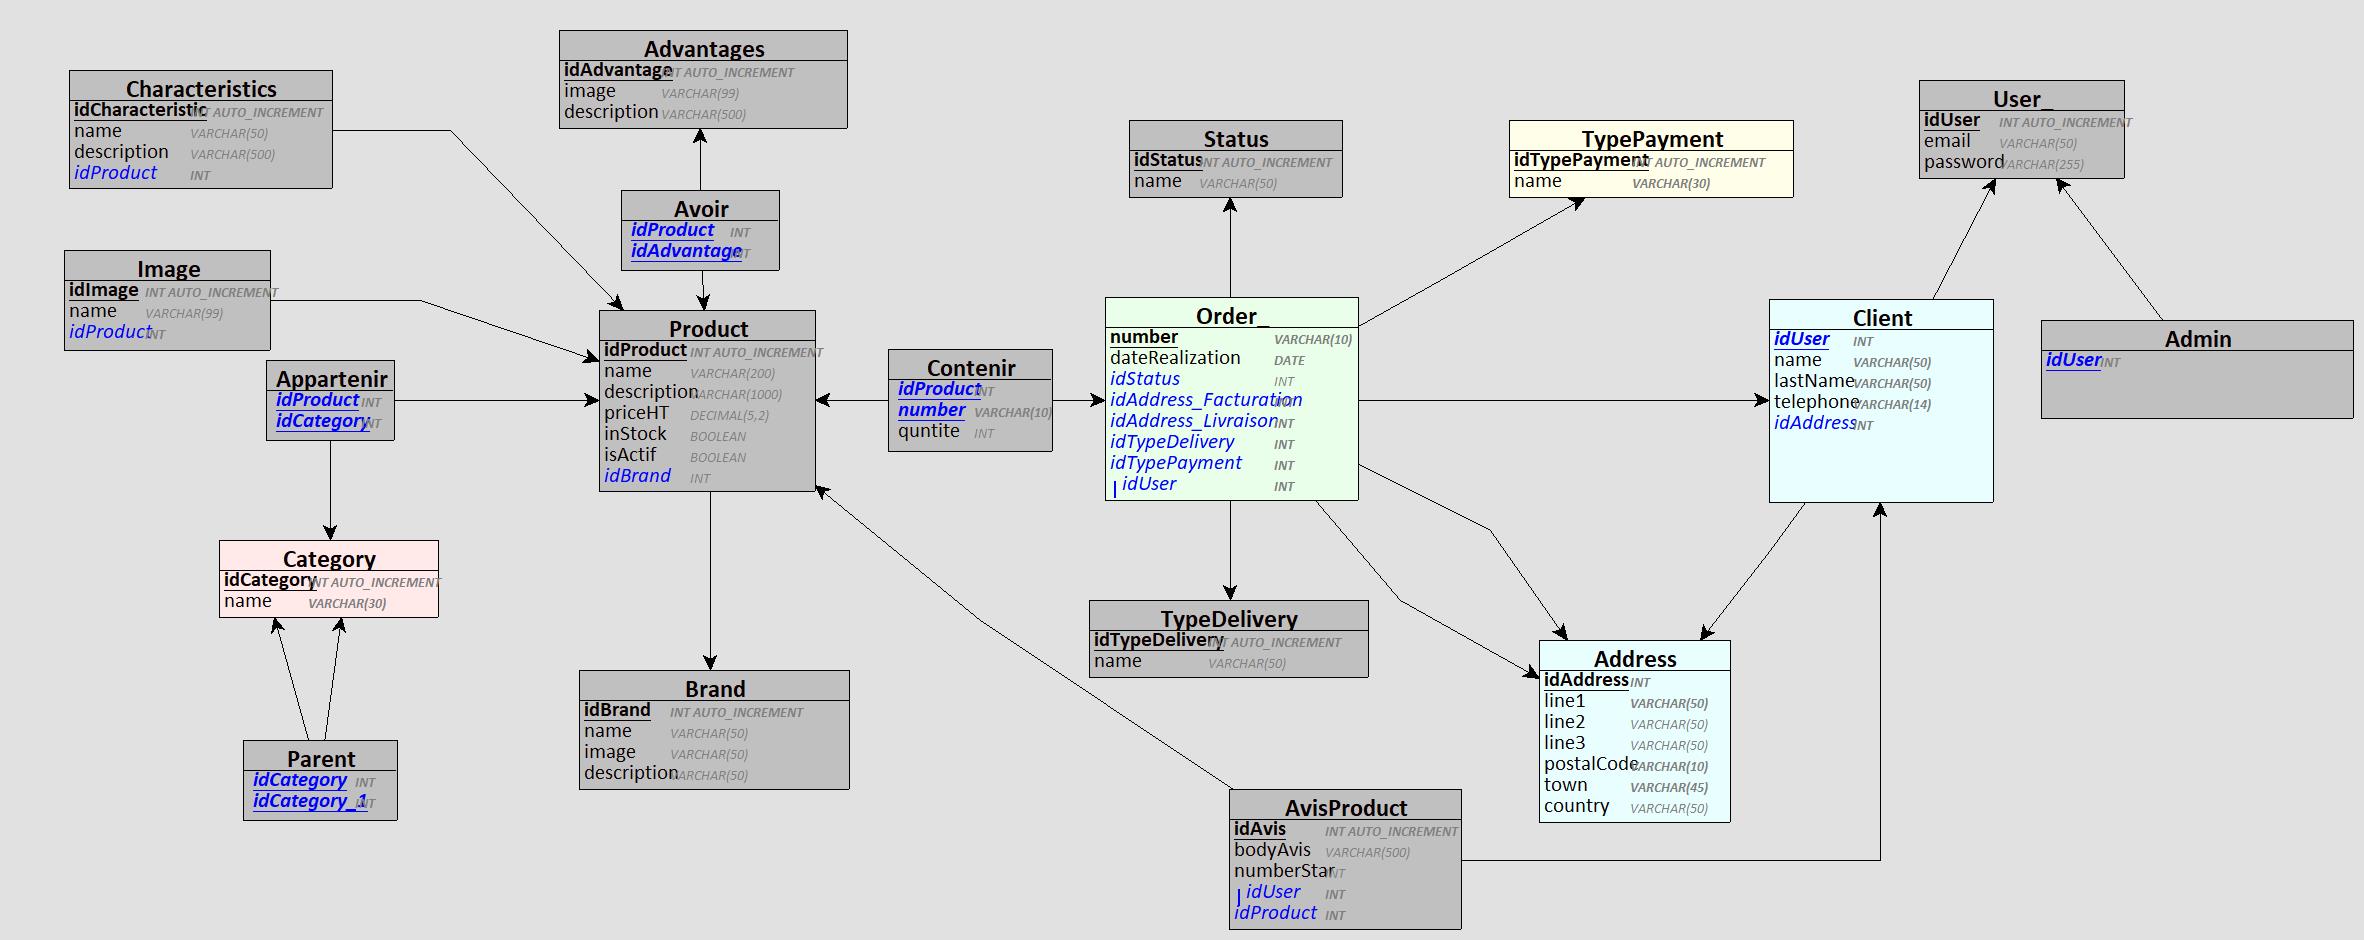 Advantages
idAdvantage INT AUTO_INCREMENT
image VARCHAR(99)
description VARCHAR(500)
Characteristics
idCharacteristic INT AUTO_INCREMENT
name VARCHAR(50)
description VARCHAR(500)
idProduct INT
Avoir
idProduct INT
idAdvantage INT
Status
idStatus INT AUTO_INCREMENT
name VARCHAR(50)
TypePayment
idTypePayment INT AUTO_INCREMENT
name VARCHAR(30)
User_
idUser INT AUTO_INCREMENT
email VARCHAR(50)
password VARCHAR(255)
Image
idImage INT AUTO_INCREMENT
name VARCHAR(99)
idProduct INT
Appartenir
idProduct INT
idCategory INT
Product
idProduct INT AUTO_INCREMENT
name VARCHAR(200)
description VARCHAR(1000)
priceHT DECIMAL(5,2)
inStock BOOLEAN
isActif BOOLEAN
idBrand INT
Contenir
idProduct INT
number VARCHAR(10)
quntite INT
Order_
number VARCHAR(10)
dateRealization DATE
idStatus INT
idAddress_Facturation INT
idAddress_Livraison INT
idTypeDelivery INT
idTypePayment INT
idUser INT
Client
idUser INT
name VARCHAR(50)
lastName VARCHAR(50)
telephone VARCHAR(14)
idAddress INT
Admin
idUser INT
Category
idCategory INT AUTO_INCREMENT
name VARCHAR(30)
TypeDelivery
idTypeDelivery INT AUTO_INCREMENT
name VARCHAR(50)
Address
idAddress INT
line1 VARCHAR(50)
line2 VARCHAR(50)
line3 VARCHAR(50)
postalCode VARCHAR(10)
town VARCHAR(45)
country VARCHAR(50)
Brand
idBrand INT AUTO_INCREMENT
name VARCHAR(50)
image VARCHAR(50)
description VARCHAR(50)
Parent
idCategory INT
idCategory_1 INT
AvisProduct
idAvis INT AUTO_INCREMENT
bodyAvis VARCHAR(500)
numberStar INT
idUser INT
idProduct INT